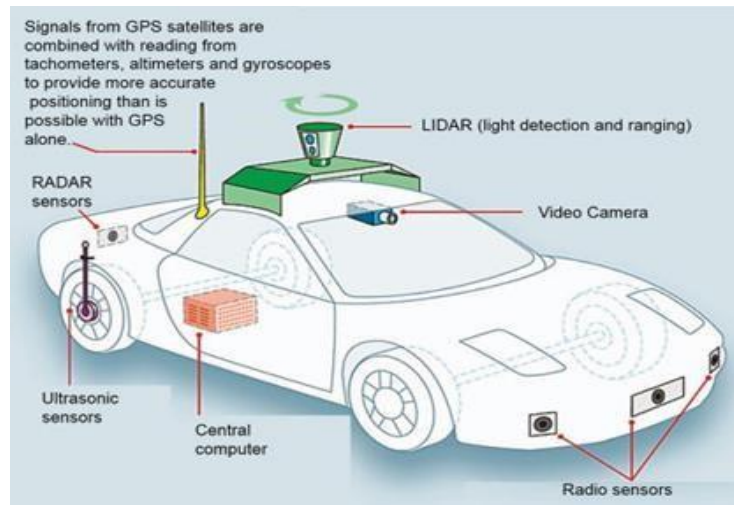 Signals from GPS satellites are
combined with reading from
tachometers, altimeters and gyroscopes
to provide more accurate
positioning than is
possible with GPS
alone..
LIDAR (light detection and ranging)
RADAR
sensors
Video Camera
Ultrasonic
sensors
Central
computer
Radio sensors